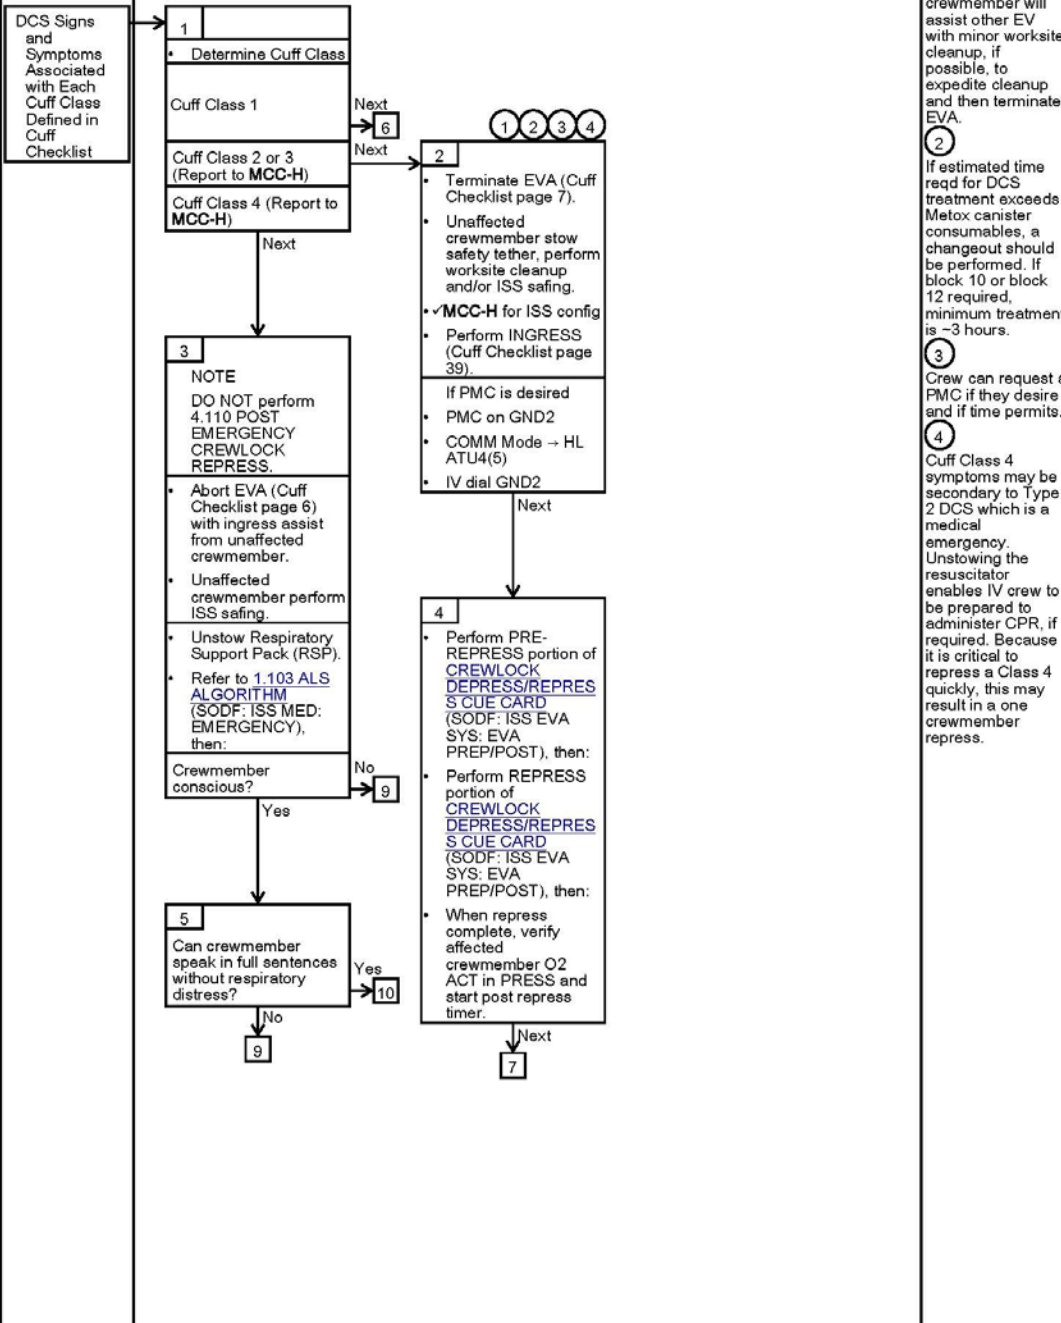 DCS Signs
and
Symptoms
Associated
with Each
Cuff Class
Defined in
Cuff
Checklist
1
• Determine Cuff Class
Cuff Class 1
Next
6
Cuff Class 2 or 3
(Report to MCC-H)
Next
Cuff Class 4 (Report to
MCC-H)
Next
1 2 3 4
2
• Terminate EVA (Cuff
Checklist page 7).
• Unaffected
crewmember stow
safety tether, perform
worksite cleanup
and/or ISS safing.
• ✓MCC-H for ISS config
• Perform INGRESS
(Cuff Checklist page
39).
If PMC is desired
• PMC on GND2
• COMM Mode → HL
ATU4(5)
• IV dial GND2
Next
3
NOTE
DO NOT perform
4.110 POST
EMERGENCY
CREWLOCK
REPRESS.
• Abort EVA (Cuff
Checklist page 6)
with ingress assist
from unaffected
crewmember.
• Unaffected
crewmember perform
ISS safing.
• Unstow Respiratory
Support Pack (RSP).
• Refer to 1.103 ALS
ALGORITHM
(SODF: ISS MED:
EMERGENCY),
then:
Crewmember
conscious?
No
9
Yes
4
• Perform PRE-
REPRESS portion of
CREWLOCK
DEPRESS/REPRES
S CUE CARD
(SODF: ISS EVA
SYS: EVA
PREP/POST), then:
• Perform REPRESS
portion of
CREWLOCK
DEPRESS/REPRES
S CUE CARD
(SODF: ISS EVA
SYS: EVA
PREP/POST), then:
• When repress
complete, verify
affected
crewmember O2
ACT in PRESS and
start post repress
timer.
Next
7
5
Can crewmember
speak in full sentences
without respiratory
distress?
Yes
10
No
9
crewmember will
assist other EV
with minor worksite
cleanup, if
possible, to
expedite cleanup
and then terminate
EVA.
2
If estimated time
reqd for DCS
treatment exceeds
Metox canister
consumables, a
changeout should
be performed. If
block 10 or block
12 required,
minimum treatment
is ~3 hours.
3
Crew can request a
PMC if they desire
and if time permits.
4
Cuff Class 4
symptoms may be
secondary to Type
2 DCS which is a
medical
emergency.
Unstowing the
resuscitator
enables IV crew to
be prepared to
administer CPR, if
required. Because
it is critical to
repress a Class 4
quickly, this may
result in a one
crewmember
repress.